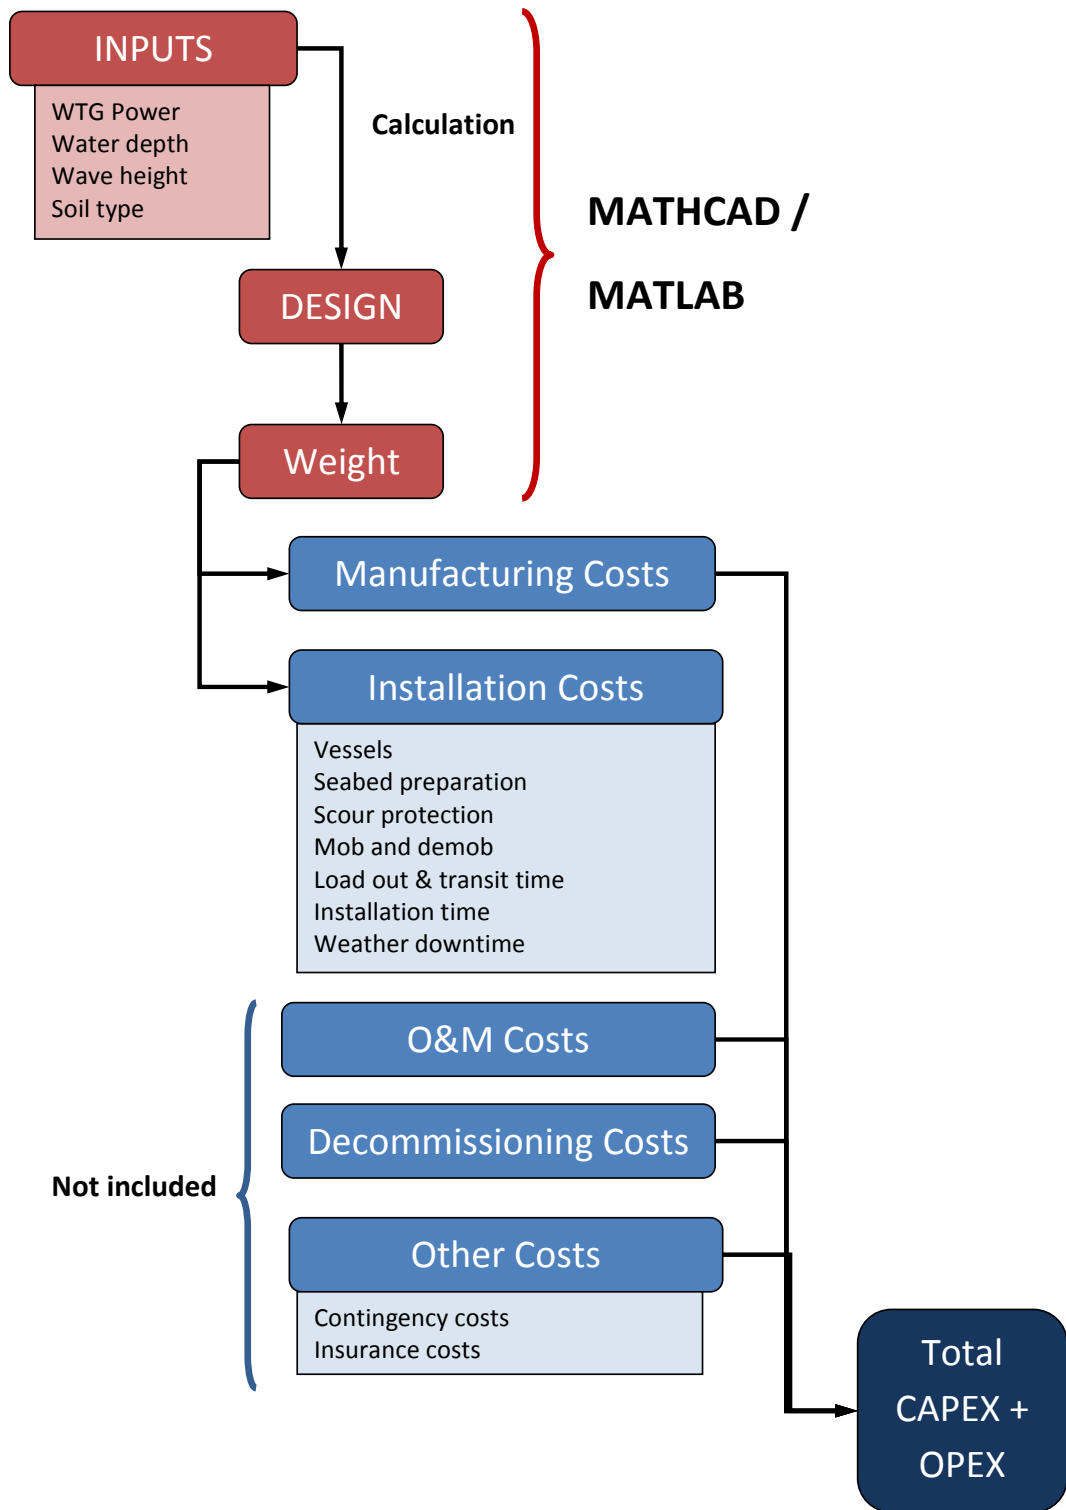 INPUTS
WTG Power
Water depth
Wave height
Soil type
Calculation
MATHCAD /
MATLAB
DESIGN
Weight
Manufacturing Costs
Installation Costs
Vessels
Seabed preparation
Scour protection
Mob and demob
Load out & transit time
Installation time
Weather downtime
Not included
O&M Costs
Decommissioning Costs
Other Costs
Contingency costs
Insurance costs
Total
CAPEX +
OPEX